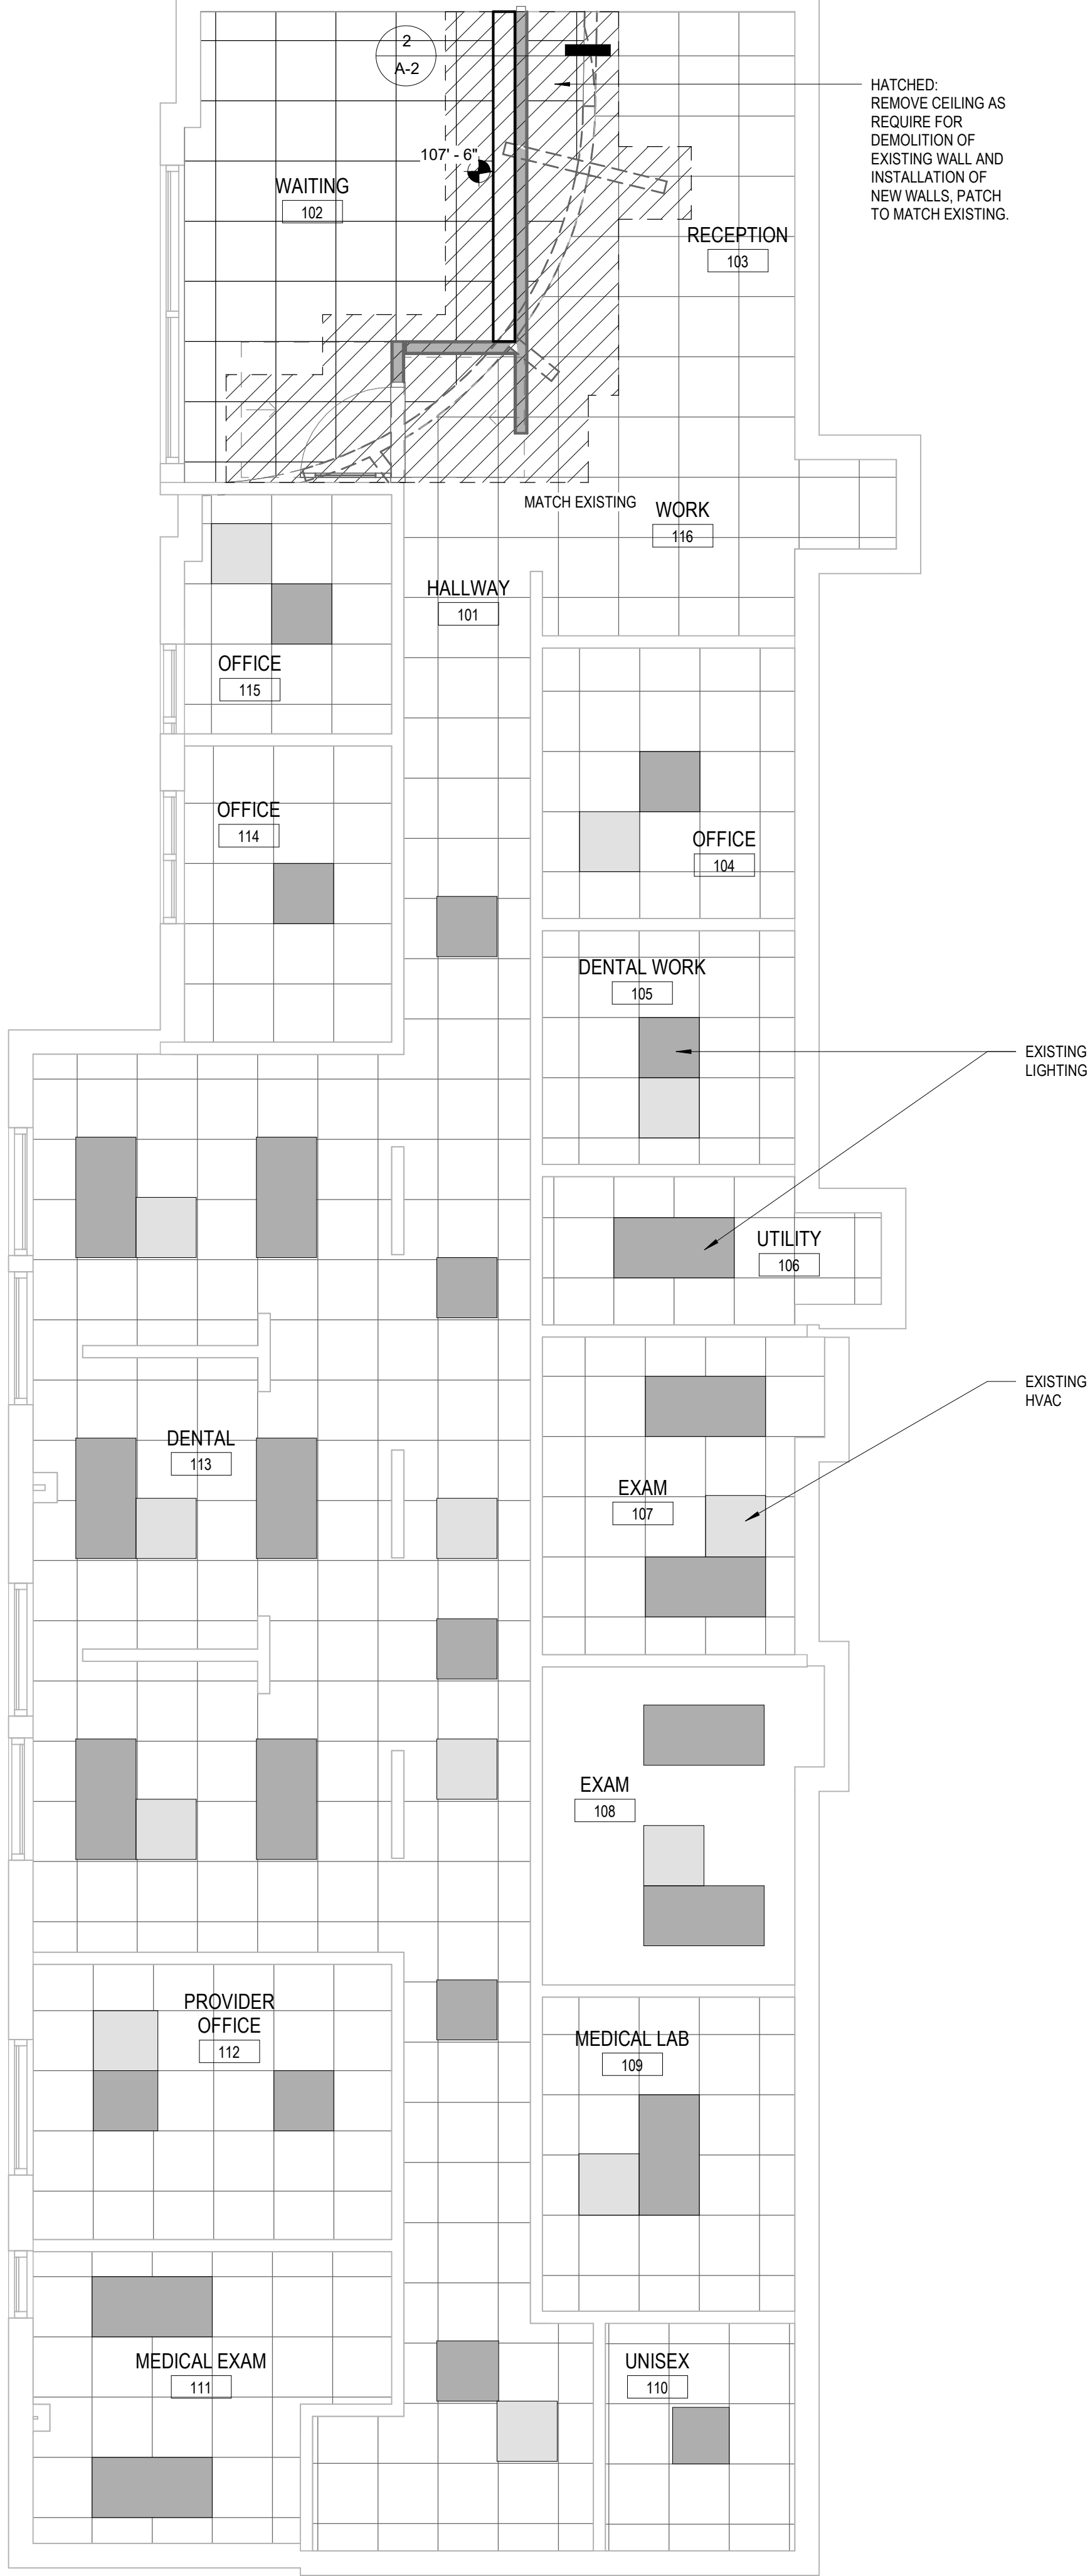 2
A-2
HATCHED:
REMOVE CEILING AS
REQUIRE FOR
DEMOLITION OF
EXISTING WALL AND
INSTALLATION OF
NEW WALLS, PATCH
TO MATCH EXISTING.
107' - 6"
WAITING
102
RECEPTION
103
MATCH EXISTING
WORK
116
HALLWAY
101
OFFICE
115
OFFICE
114
OFFICE
104
DENTAL WORK
105
EXISTING
LIGHTING
UTILITY
106
EXISTING
HVAC
DENTAL
113
EXAM
107
EXAM
108
PROVIDER
OFFICE
112
MEDICAL LAB
109
MEDICAL EXAM
111
UNISEX
110